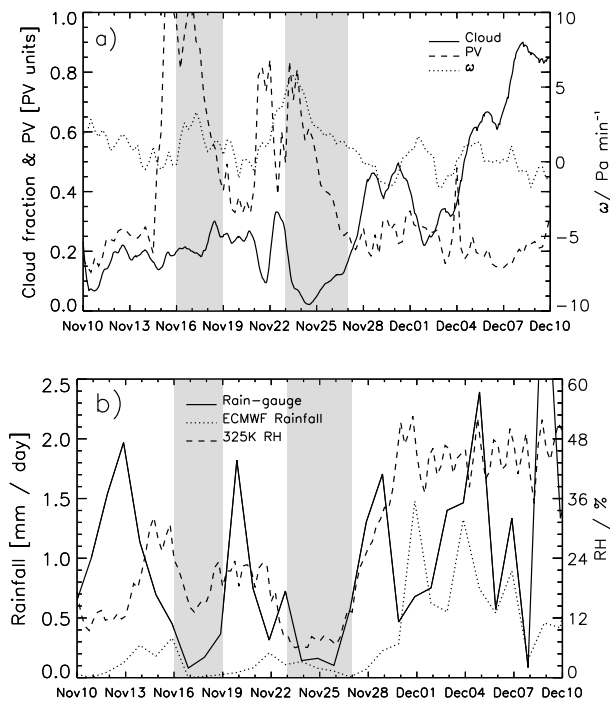 a)
Cloud
PV
ω
Cloud fraction & PV [PV units]
1.0
0.8
0.6
0.4
0.2
0.0
10
5
0
−5
−10
ω/ Pa min⁻¹
Nov10 Nov13 Nov16 Nov19 Nov22 Nov25 Nov28 Dec01 Dec04 Dec07 Dec10
b)
Rain-gauge
ECMWF Rainfall
325K RH
Rainfall [mm / day]
2.5
2.0
1.5
1.0
0.5
0.0
60
48
36
24
12
0
RH / %
Nov10 Nov13 Nov16 Nov19 Nov22 Nov25 Nov28 Dec01 Dec04 Dec07 Dec10